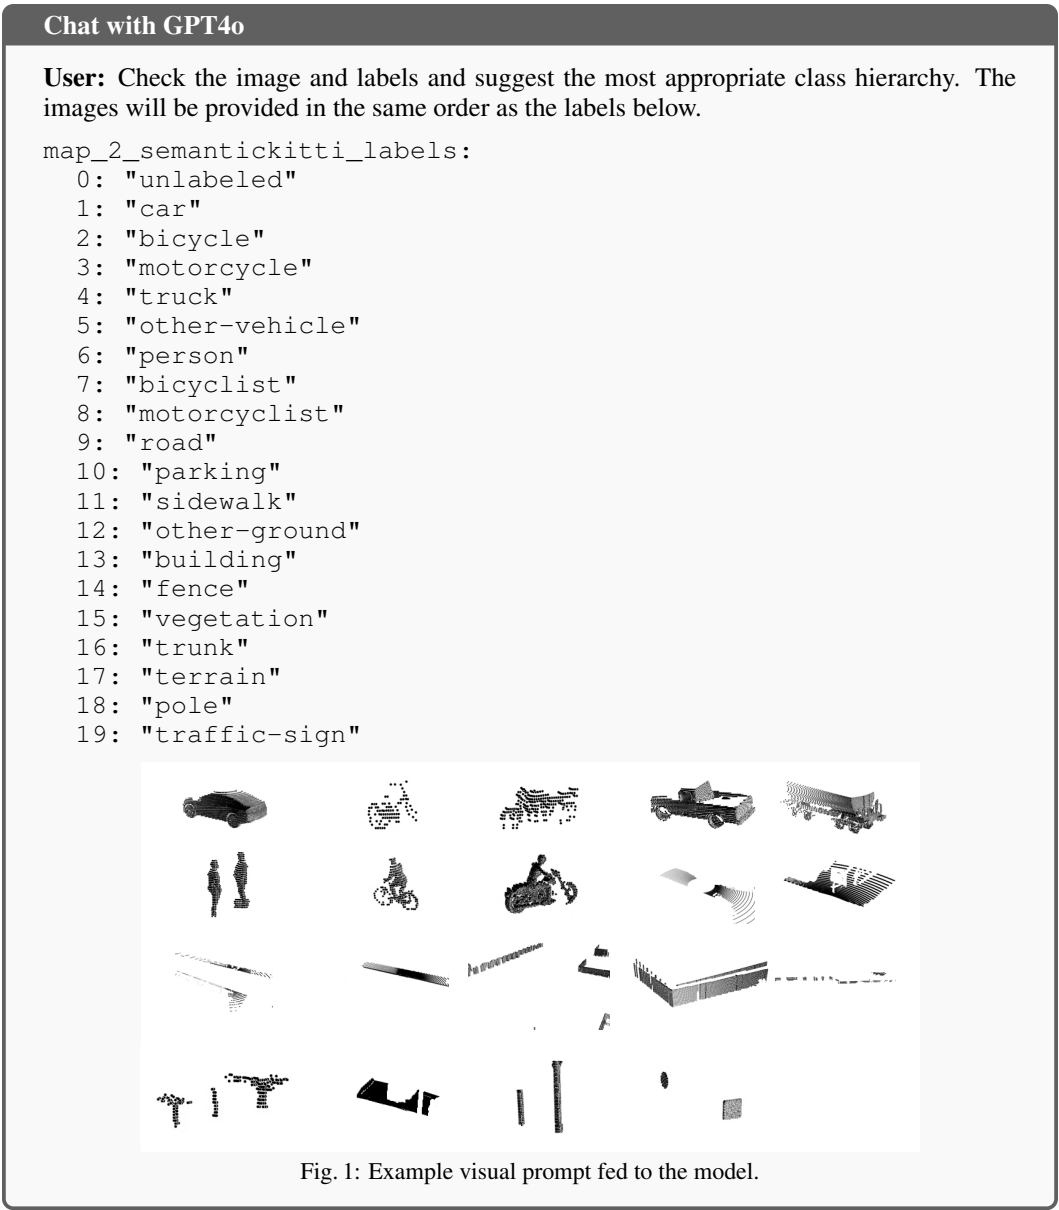 Chat with GPT4o
User: Check the image and labels and suggest the most appropriate class hierarchy. The
images will be provided in the same order as the labels below.
map_2_semantickitti_labels:
0: "unlabeled"
1: "car"
2: "bicycle"
3: "motorcycle"
4: "truck"
5: "other-vehicle"
6: "person"
7: "bicyclist"
8: "motorcyclist"
9: "road"
10: "parking"
11: "sidewalk"
12: "other-ground"
13: "building"
14: "fence"
15: "vegetation"
16: "trunk"
17: "terrain"
18: "pole"
19: "traffic-sign"
Fig. 1: Example visual prompt fed to the model.